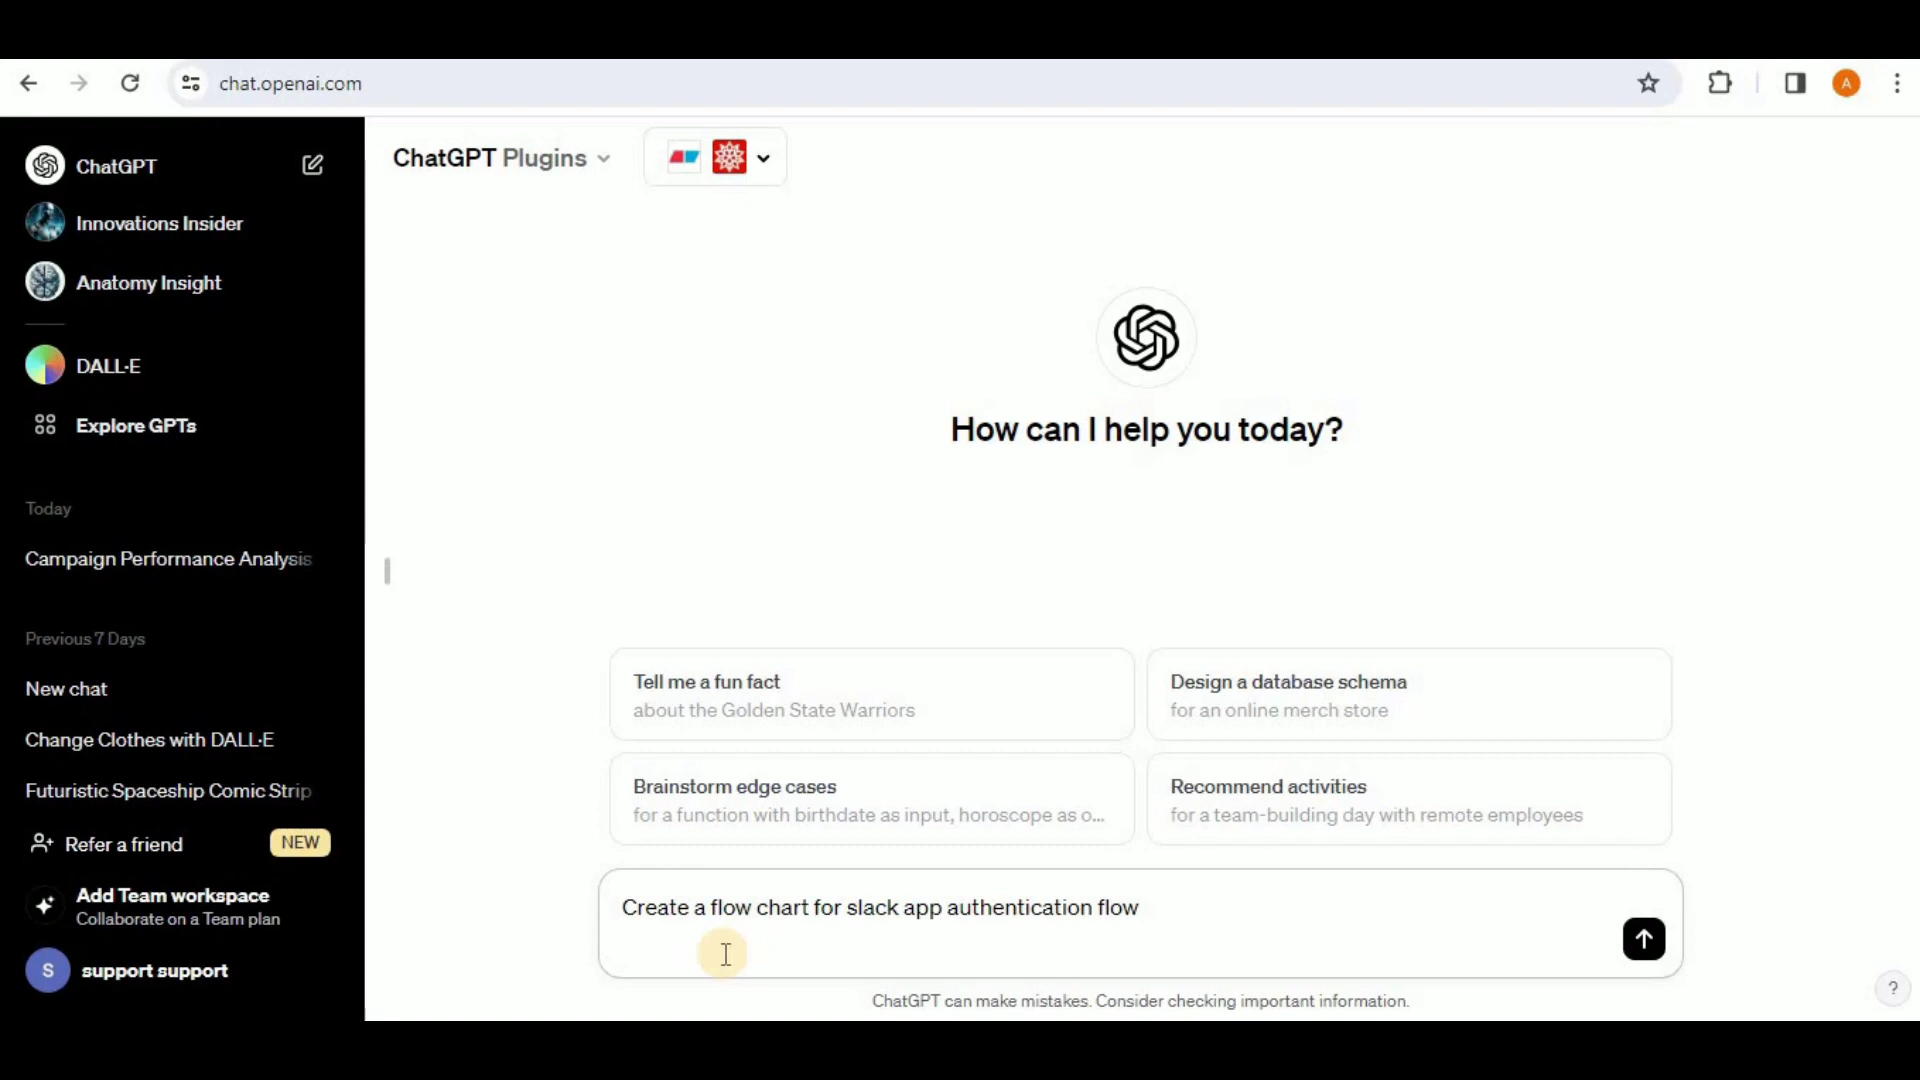 chat.openai.com
A
ChatGPT
Innovations Insider
Anatomy Insight
DALL·E
Explore GPTs
Today
Campaign Performance Analysis
Previous 7 Days
New chat
Change Clothes with DALL·E
Futuristic Spaceship Comic Strip
Refer a friend NEW
Add Team workspace
Collaborate on a Team plan
S support support
ChatGPT Plugins
How can I help you today?
Tell me a fun fact
about the Golden State Warriors
Design a database schema
for an online merch store
Brainstorm edge cases
for a function with birthdate as input, horoscope as o...
Recommend activities
for a team-building day with remote employees
Create a flow chart for slack app authentication flow
ChatGPT can make mistakes. Consider checking important information.
?